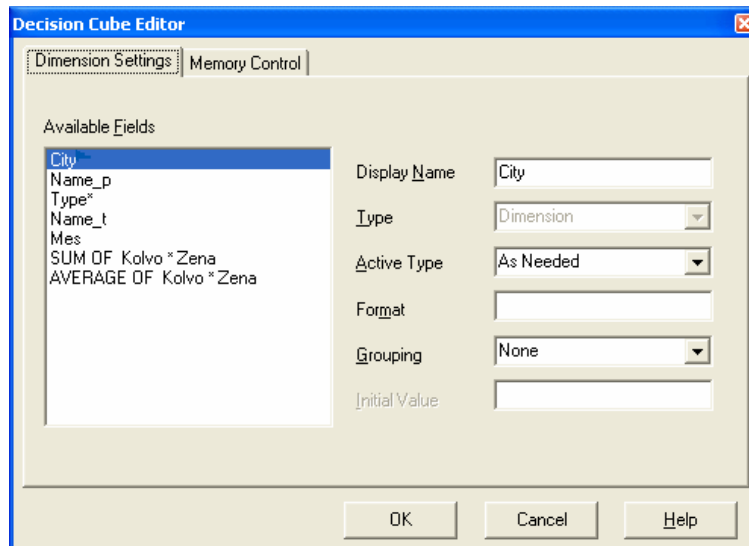 Decision Cube Editor
Dimension Settings Memory Control
Available Fields
City
Name_p
Type*
Name_t
Mes
SUM OF Kolvo * Zena
AVERAGE OF Kolvo * Zena
Display Name City
Type Dimension
Active Type As Needed
Format
Grouping None
Initial Value
OK Cancel Help